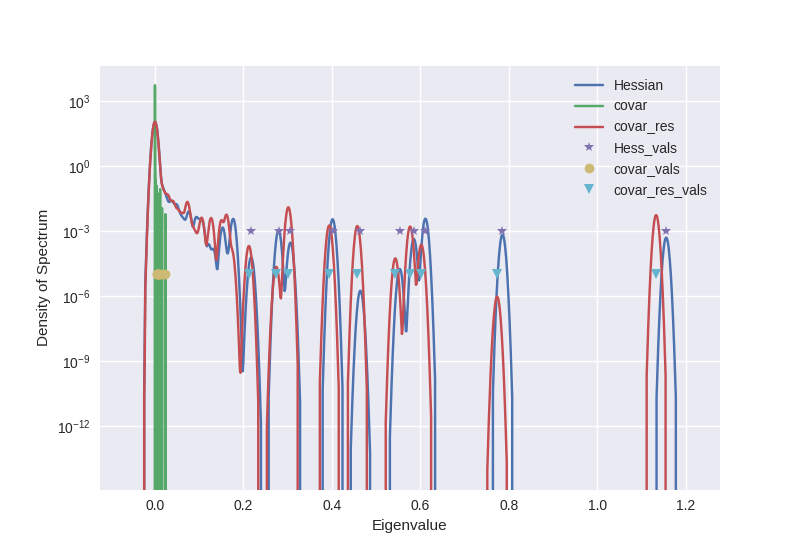 Hessian
covar
covar_res
Hess_vals
covar_vals
covar_res_vals
10^3
10^0
10^−3
10^−6
10^−9
10^−12
Density of Spectrum
0.0 0.2 0.4 0.6 0.8 1.0 1.2
Eigenvalue